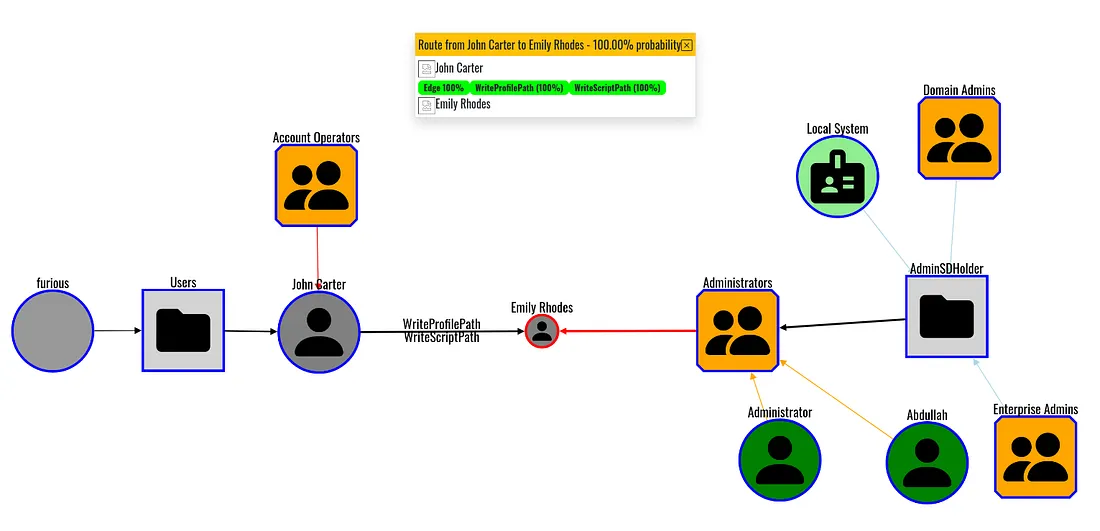 Route from John Carter to Emily Rhodes - 100.00% probability
John Carter
Edge 100% WriteProfilePath (100%) WriteScriptPath (100%)
Emily Rhodes
Domain Admins
Local System
Account Operators
furious
Users
John Carter
WriteProfilePath
WriteScriptPath
Emily Rhodes
Administrators
AdminSDHolder
Administrator
Abdullah
Enterprise Admins